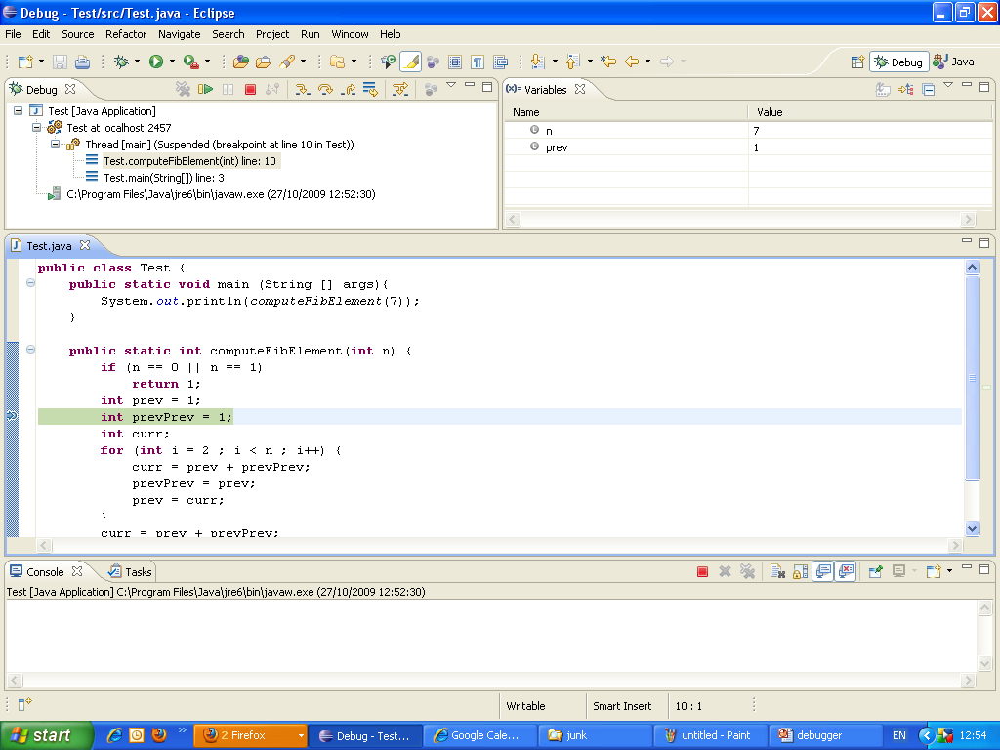 Debug - Test/src/Test.java - Eclipse
File Edit Source Refactor Navigate Search Project Run Window Help
Debug Java
Debug
Test [Java Application]
Test at localhost:2457
Thread [main] (Suspended (breakpoint at line 10 in Test))
Test.computeFibElement(int) line: 10
Test.main(String[]) line: 3
C:\Program Files\Java\jre6\bin\javaw.exe (27/10/2009 12:52:30)
(x)= Variables
Name Value
n 7
prev 1
Test.java
public class Test {
public static void main (String [] args){
System.out.println(computeFibElement(7));
}
public static int computeFibElement(int n) {
if (n == 0 || n == 1)
return 1;
int prev = 1;
int prevPrev = 1;
int curr;
for (int i = 2 ; i < n ; i++) {
curr = prev + prevPrev;
prevPrev = prev;
prev = curr;
}
curr = prev + prevPrev;
Console Tasks
Test [Java Application] C:\Program Files\Java\jre6\bin\javaw.exe (27/10/2009 12:52:30)
Writable Smart Insert 10 : 1
start 2 Firefox Debug - Test... Google Cale... junk untitled - Paint debugger EN 12:54